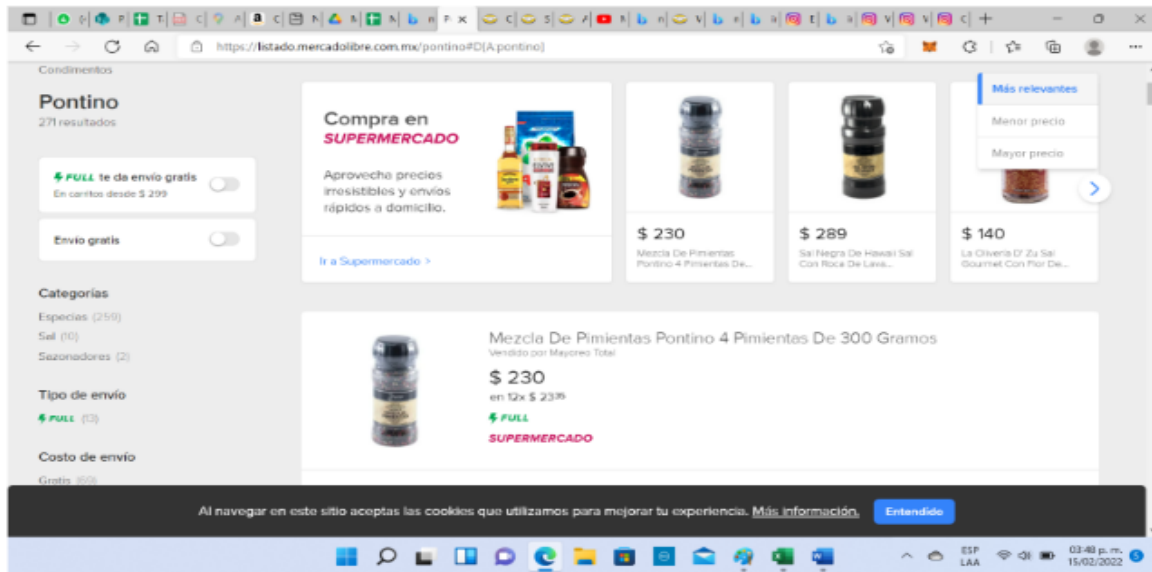 https://listado.mercadolibre.com.mx/pontino#D[A:pontino]
Condimentos
Pontino
271 resultados
FULL te da envío gratis
En carritos desde $ 299
Envío gratis
Categorías
Especias (259)
Sal (10)
Sazonadores (2)
Tipo de envío
FULL (13)
Costo de envío
Gratis (69)
Compra en
SUPERMERCADO
Aprovecha precios
irresistibles y envíos
rápidos a domicilio.
Ir a Supermercado >
$ 230
Mezcla De Pimientas
Pontino 4 Pimientas De...
$ 289
Sal Negra De Hawaii Sal
Con Roca De Lava...
$ 140
La Oliveria D' Zu Sal
Gourmet Con Flor De...
Más relevantes
Menor precio
Mayor precio
Mezcla De Pimientas Pontino 4 Pimientas De 300 Gramos
Vendido por Mayoreo Total
$ 230
en 12x $ 23
FULL
SUPERMERCADO
Al navegar en este sitio aceptas las cookies que utilizamos para mejorar tu experiencia. Más información.
Entendido
ESP
LAA
03:48 p. m.
15/02/2022
5